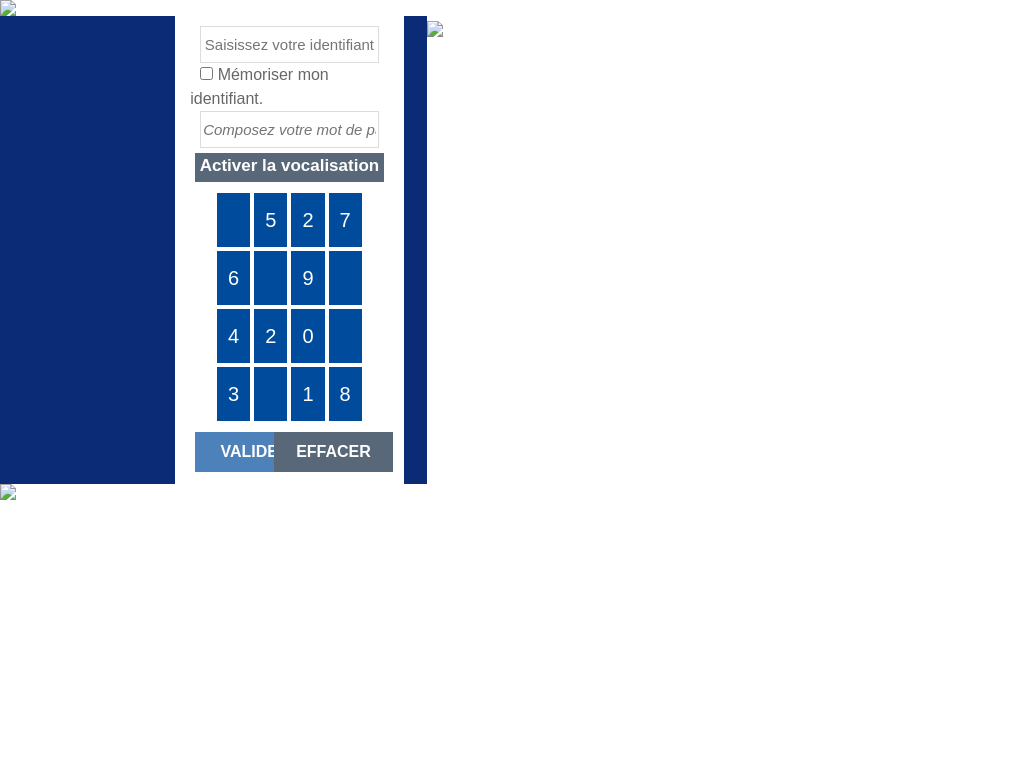 Saisissez votre identifiant
Mémoriser mon
identifiant.
Composez votre mot de p
Activer la vocalisation
5 2 7
6 9
4 2 0
3 1 8
VALIDE EFFACER